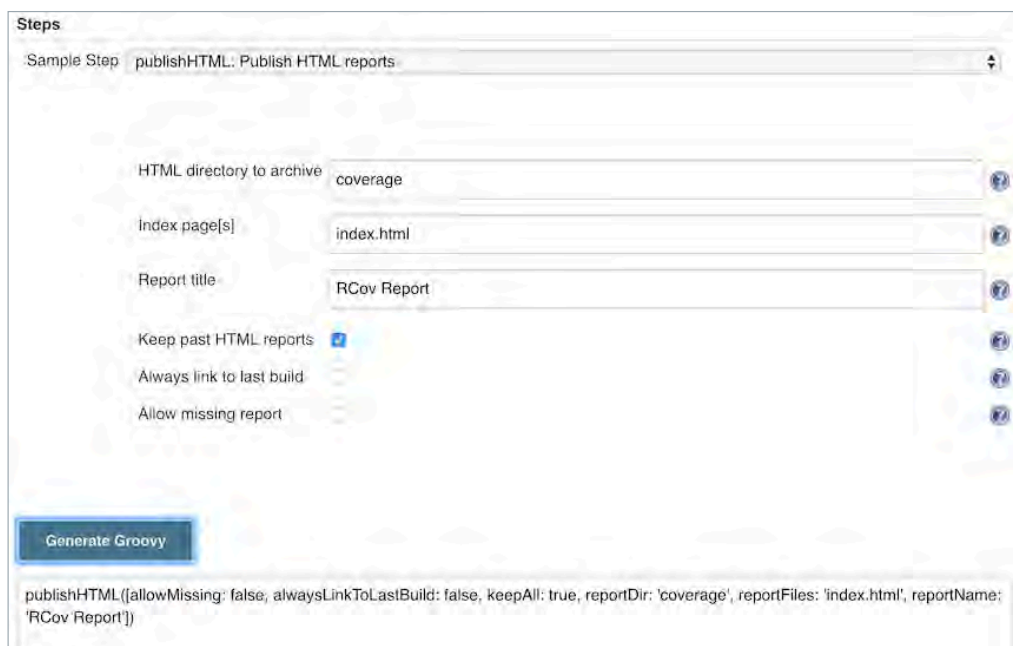 Steps
Sample Step publishHTML: Publish HTML reports
HTML directory to archive coverage
Index page[s] index.html
Report title RCov Report
Keep past HTML reports
Always link to last build
Allow missing report
Generate Groovy
publishHTML([allowMissing: false, alwaysLinkToLastBuild: false, keepAll: true, reportDir: 'coverage', reportFiles: 'index.html', reportName:
'RCov Report'])